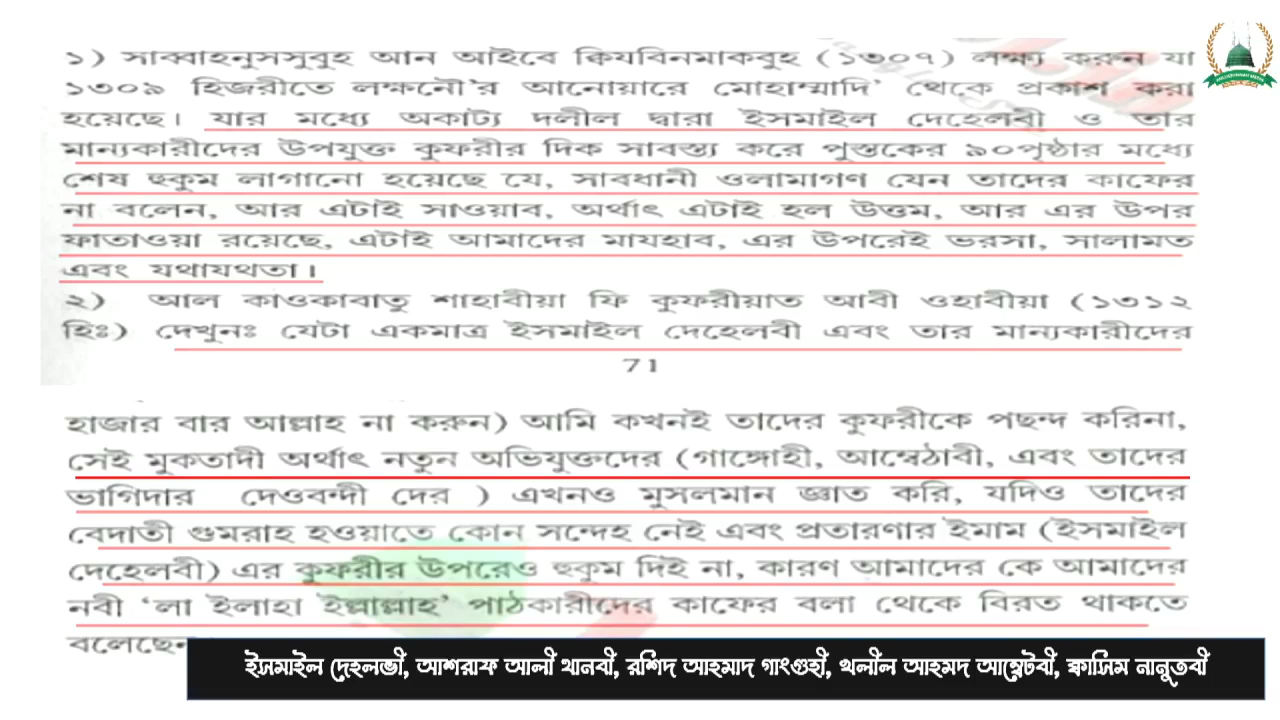 ১) সাব্বাহনুসসুবুহ আন আইবে ক্বিযবিনমাকবুহ (১৩০৭) লক্ষ্য করুন যা
১৩০৯ হিজরীতে লক্ষনৌ'র আনোয়ারে মোহাম্মাদি' থেকে প্রকাশ করা
হয়েছে। যার মধ্যে অকাট্য দলীল দ্বারা ইসমাইল দেহেলবী ও তার
মান্যকারীদের উপযুক্ত কুফরীর দিক সাবস্ত্য করে পুস্তকের ৯০পৃষ্ঠার মধ্যে
শেষ হুকুম লাগানো হয়েছে যে, সাবধানী ওলামাগণ যেন তাদের কাফের
না বলেন, আর এটাই সাওয়াব, অর্থাৎ এটাই হল উত্তম, আর এর উপর
ফাতাওয়া রয়েছে, এটাই আমাদের মাযহাব, এর উপরেই ভরসা, সালামত
এবং যথাযথতা।
২) আল কাওকাবাতু শাহাবীয়া ফি কুফরীয়াত আবী ওহাবীয়া (১৩১২
হিঃ) দেখুনঃ যেটা একমাত্র ইসমাইল দেহেলবী এবং তার মান্যকারীদের
71
হাজার বার আল্লাহ না করুন) আমি কখনই তাদের কুফরীকে পছন্দ করিনা,
সেই মুকতাদী অর্থাৎ নতুন অভিযুক্তদের (গাঙ্গোহী, আম্বেঠাবী, এবং তাদের
ভাগিদার দেওবন্দী দের ) এখনও মুসলমান জ্ঞাত করি, যদিও তাদের
বেদাতী গুমরাহ হওয়াতে কোন সন্দেহ নেই এবং প্রতারণার ইমাম (ইসমাইল
দেহেলবী) এর কুফরীর উপরেও হুকুম দিই না, কারণ আমাদের কে আমাদের
নবী 'লা ইলাহা ইল্লাল্লাহ' পাঠকারীদের কাফের বলা থেকে বিরত থাকতে
বলেছেন
ইসমাইল দেহলভী, আশরাফ আলী থানবী, রশিদ আহমাদ গাংগুহী, খলীল আহমদ আম্বেটবী, ক্বাসিম নানুতবী